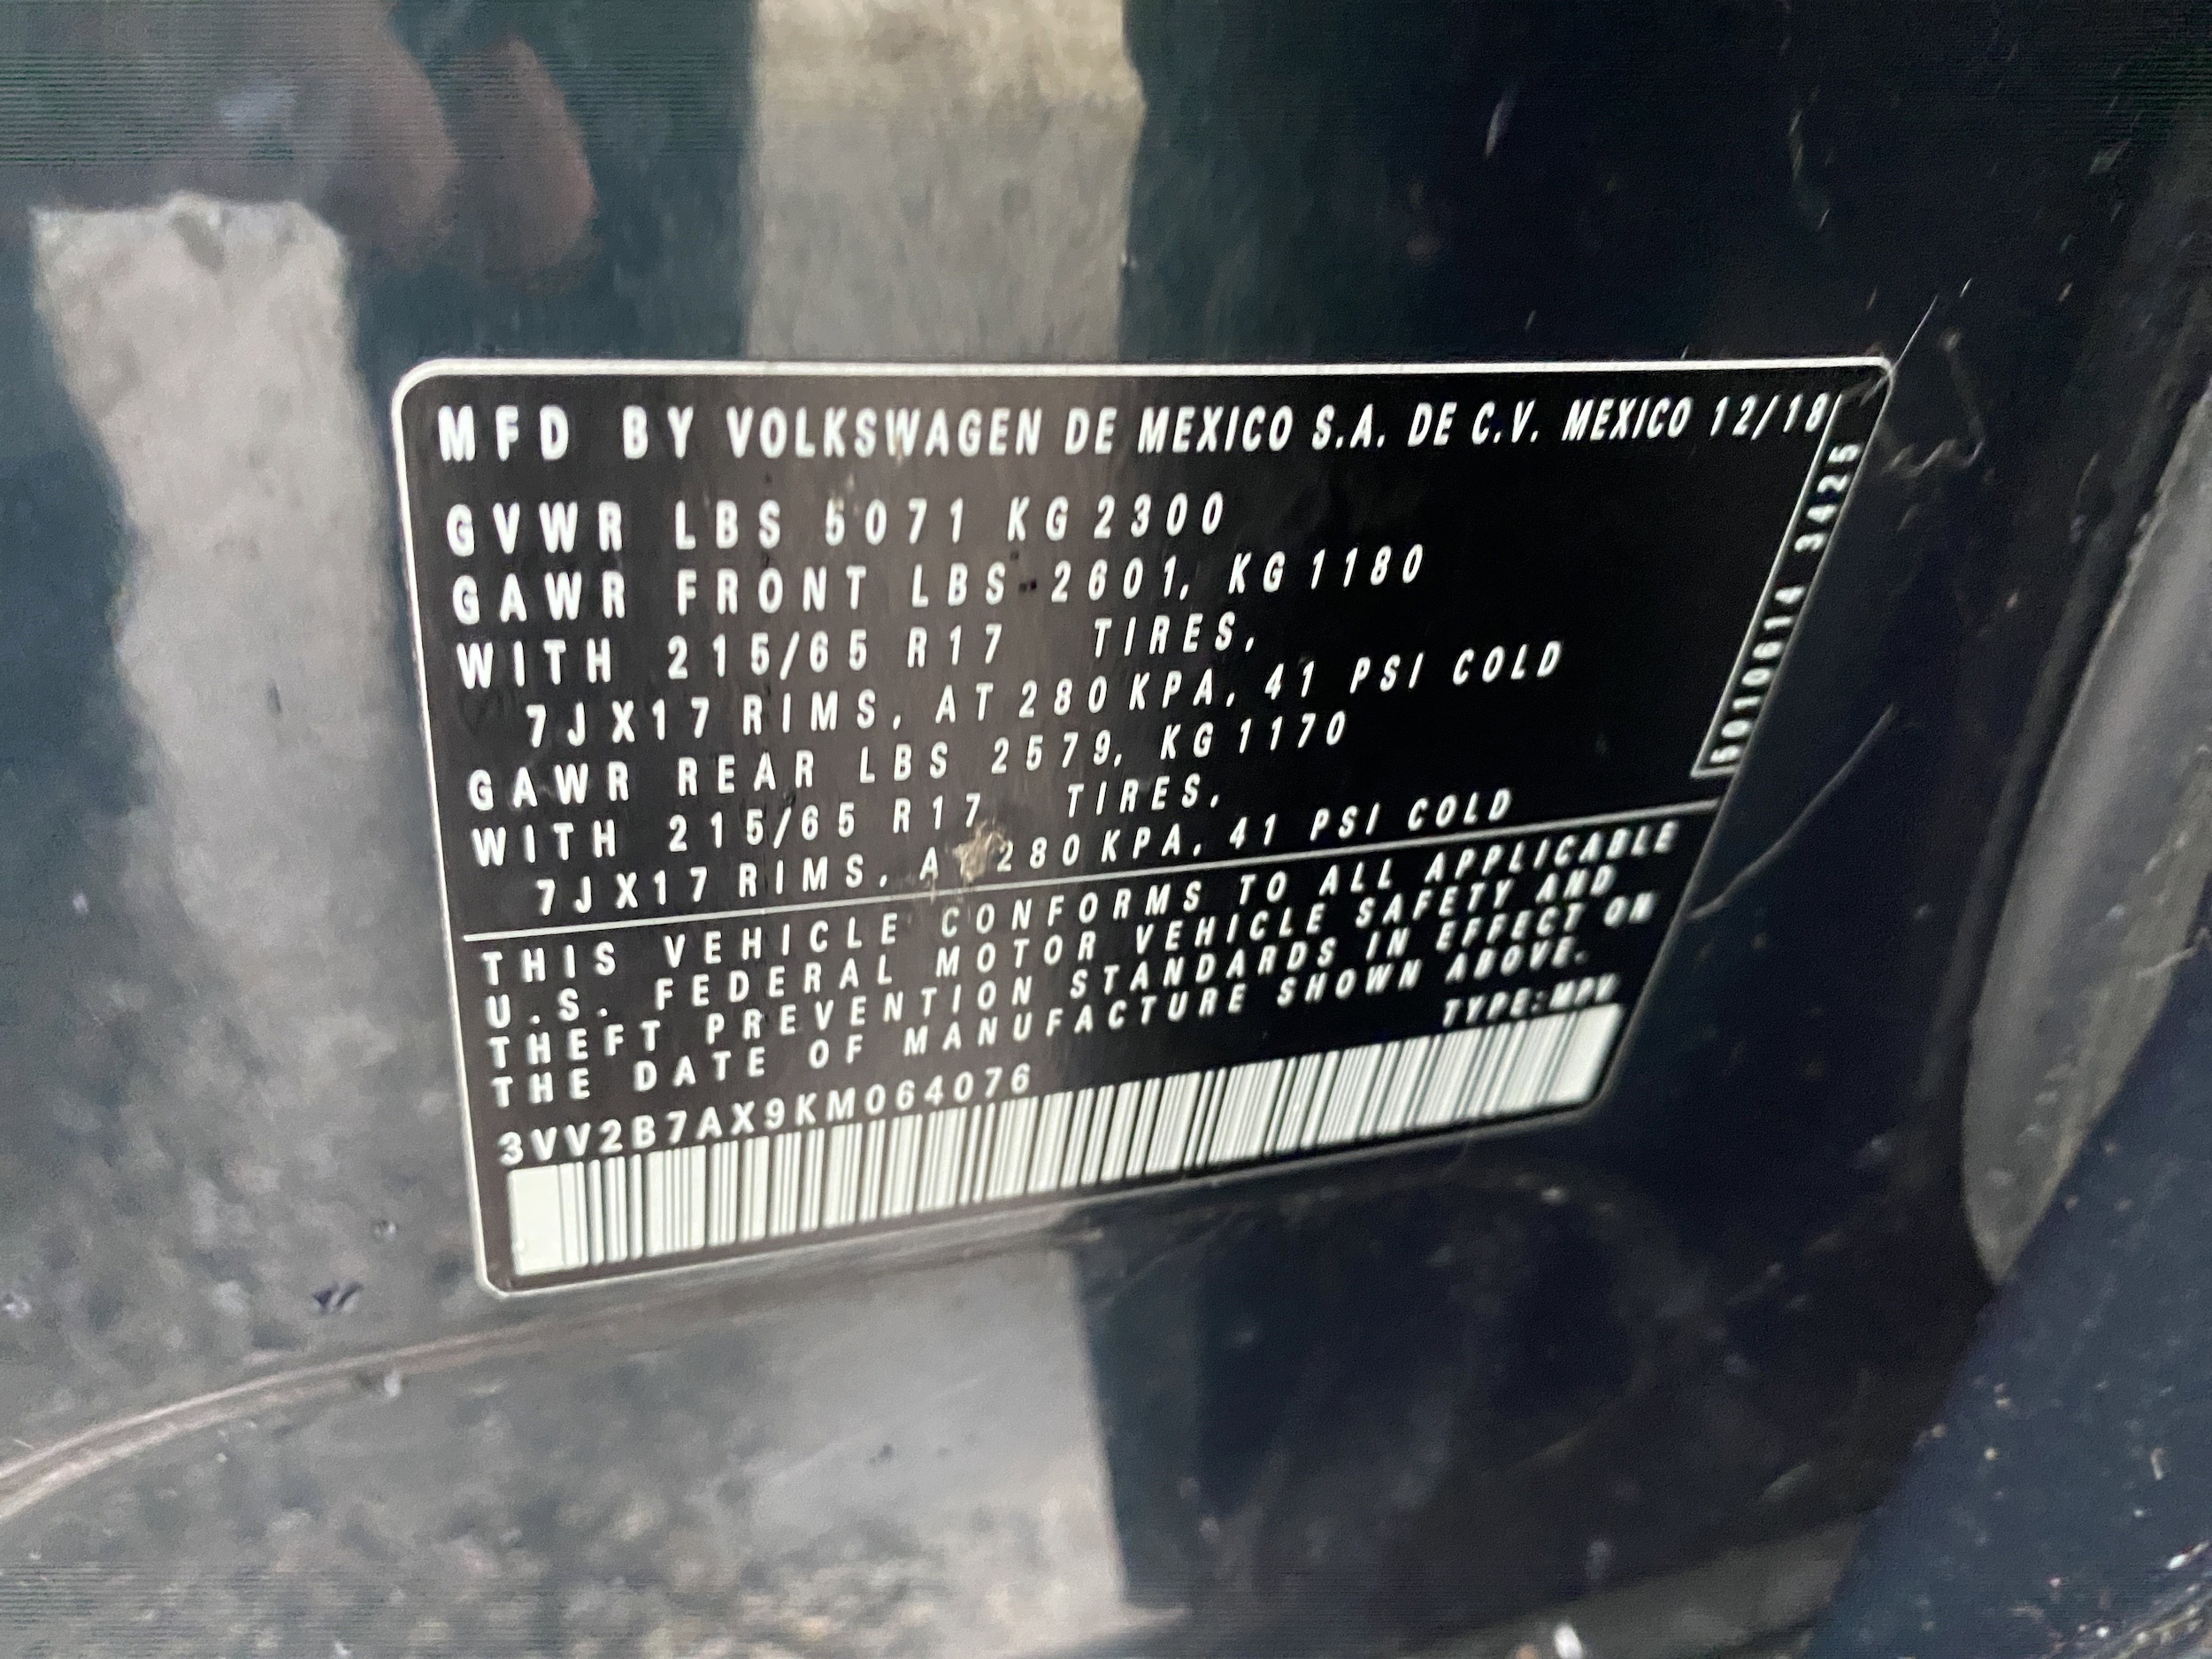 MFD BY VOLKSWAGEN DE MEXICO S.A. DE C.V. MEXICO 12/18
GVWR LBS 5071 KG 2300
GAWR FRONT LBS 2601, KG 1180
WITH 215/65 R17 TIRES,
7JX17 RIMS, AT 280 KPA, 41 PSI COLD
GAWR REAR LBS 2579, KG 1170
WITH 215/65 R17 TIRES,
7JX17 RIMS, AT 280 KPA, 41 PSI COLD
THIS VEHICLE CONFORMS TO ALL APPLICABLE
U.S. FEDERAL MOTOR VEHICLE SAFETY AND
THEFT PREVENTION STANDARDS IN EFFECT ON
THE DATE OF MANUFACTURE SHOWN ABOVE.
TYPE:MPV
3VV2B7AX9KM064076
3425